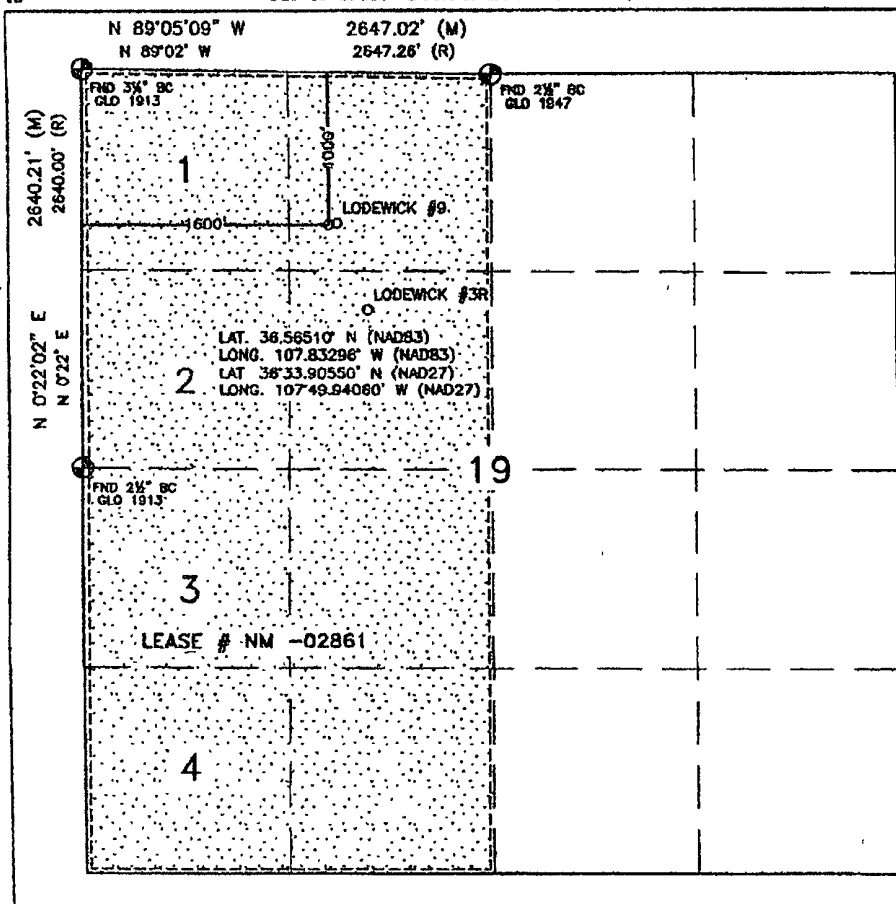 N 89°05'09" W 2647.02' (M)
N 89°02' W 2647.26' (R)
FND 3¼" BC
GLO 1913
FND 2½" BC
GLO 1947
2640.21' (M)
2640.00' (R)
N 0°22'02" E
N 0°22' E
1
1000'
1600'
LODEWICK #9
LODEWICK #3R
LAT. 36.56510° N (NAD83)
LONG. 107.83296° W (NAD83)
LAT 36°33.90550' N (NAD27)
LONG. 107°49.94060' W (NAD27)
2
19
FND 2½" BC
GLO 1913
3
LEASE # NM -02861
4